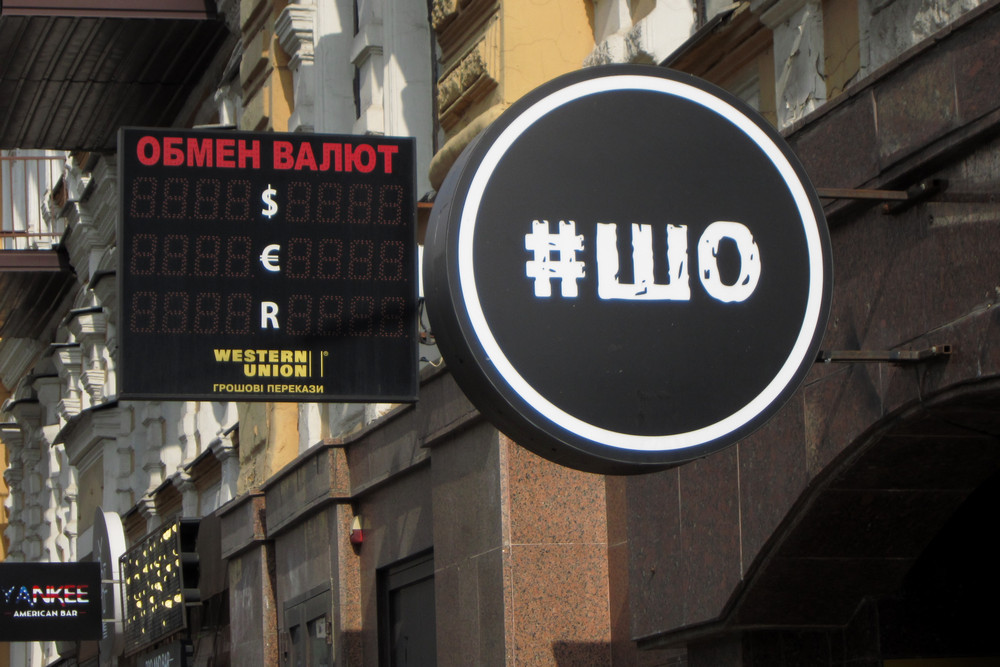 ОБМЕН ВАЛЮТ
$
€
R
WESTERN
UNION
ГРОШОВІ ПЕРЕКАЗИ
#ШО
YANKEE
AMERICAN BAR